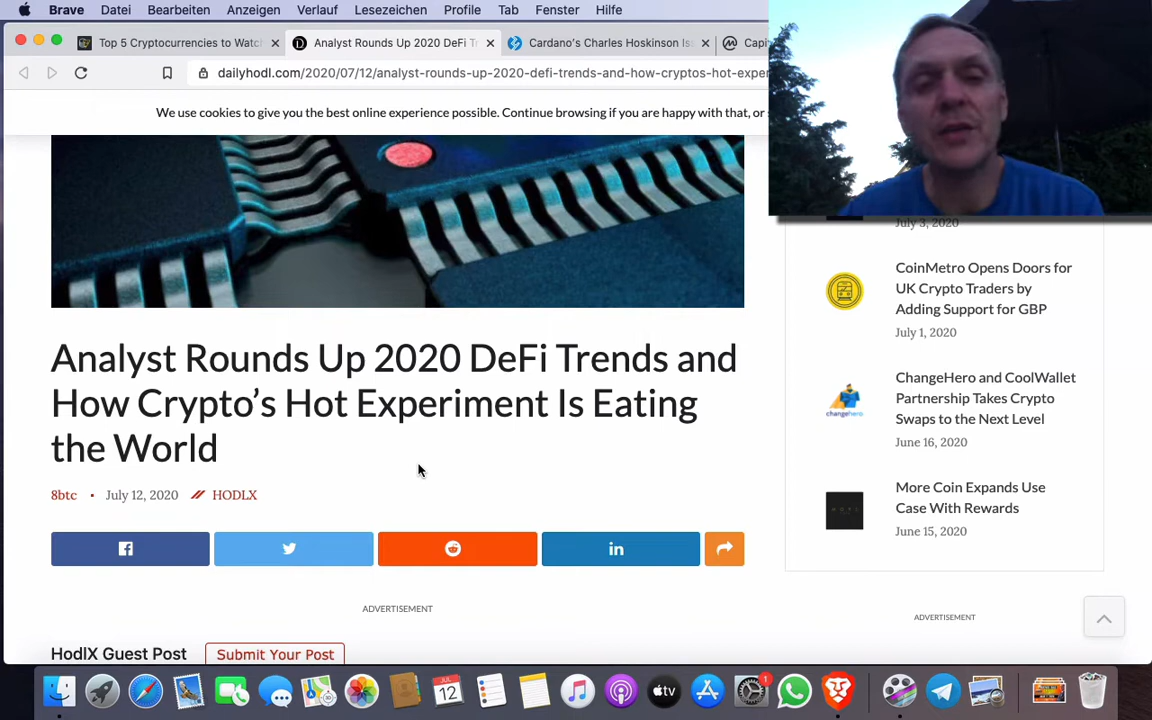 Brave Datei Bearbeiten Anzeigen Verlauf Lesezeichen Profile Tab Fenster Hilfe
Top 5 Cryptocurrencies to Watch
Analyst Rounds Up 2020 DeFi T
Cardano's Charles Hoskinson Is
Capi
dailyhodl.com/2020/07/12/analyst-rounds-up-2020-defi-trends-and-how-cryptos-hot-exper
We use cookies to give you the best online experience possible. Continue browsing if you are happy with that, or
July 3, 2020
CoinMetro Opens Doors for
UK Crypto Traders by
Adding Support for GBP
July 1, 2020
ChangeHero and CoolWallet
Partnership Takes Crypto
Swaps to the Next Level
June 16, 2020
changehero
More Coin Expands Use
Case With Rewards
June 15, 2020
Analyst Rounds Up 2020 DeFi Trends and
How Crypto's Hot Experiment Is Eating
the World
8btc • July 12, 2020 HODLX
ADVERTISEMENT
ADVERTISEMENT
HodlX Guest Post Submit Your Post
JUL
12
1
tv